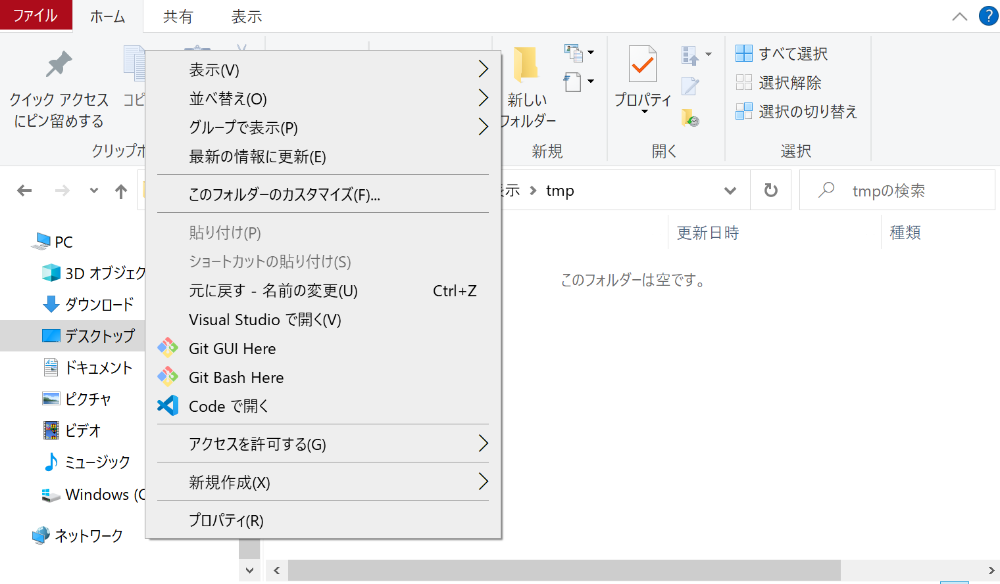 ファイル ホーム 共有 表示
クイック アクセス
にピン留めする
コピ
クリップボ
新しい
フォルダー
新規
プロパティ
開く
すべて選択
選択解除
選択の切り替え
選択
表示(V)
並べ替え(O)
グループで表示(P)
最新の情報に更新(E)
このフォルダーのカスタマイズ(F)...
貼り付け(P)
ショートカットの貼り付け(S)
元に戻す - 名前の変更(U) Ctrl+Z
Visual Studio で開く(V)
Git GUI Here
Git Bash Here
Code で開く
アクセスを許可する(G)
新規作成(X)
プロパティ(R)
示 > tmp
tmpの検索
更新日時 種類
このフォルダーは空です。
PC
3D オブジェク
ダウンロード
デスクトップ
ドキュメント
ピクチャ
ビデオ
ミュージック
Windows (C
ネットワーク